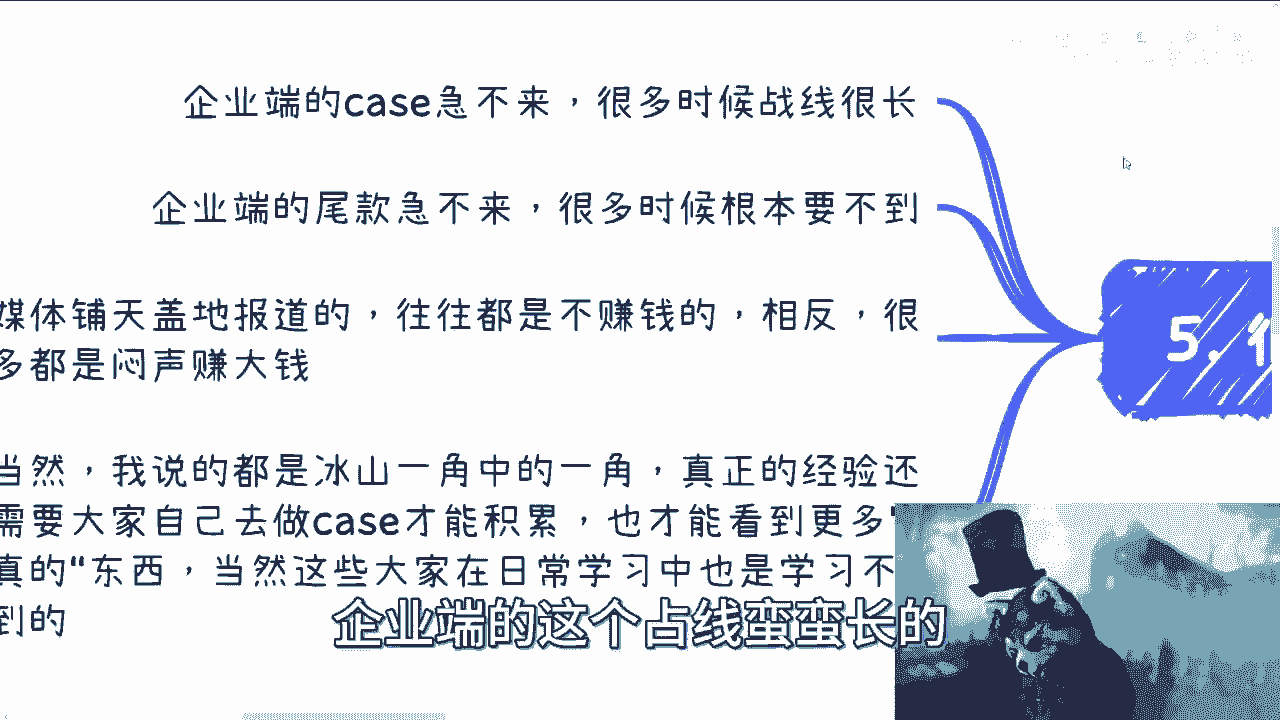 企业端的case急不来，很多时候战线很长
企业端的尾款急不来，很多时候根本要不到
媒体铺天盖地报道的，往往都是不赚钱的，相反，很
多都是闷声赚大钱
当然，我说的都是冰山一角中的一角，真正的经验还
需要大家自己去做case才能积累，也才能看到更多"
真的"东西，当然这些大家在日常学习中也是学习不
到的
5.
企业端的这个占线蛮蛮长的